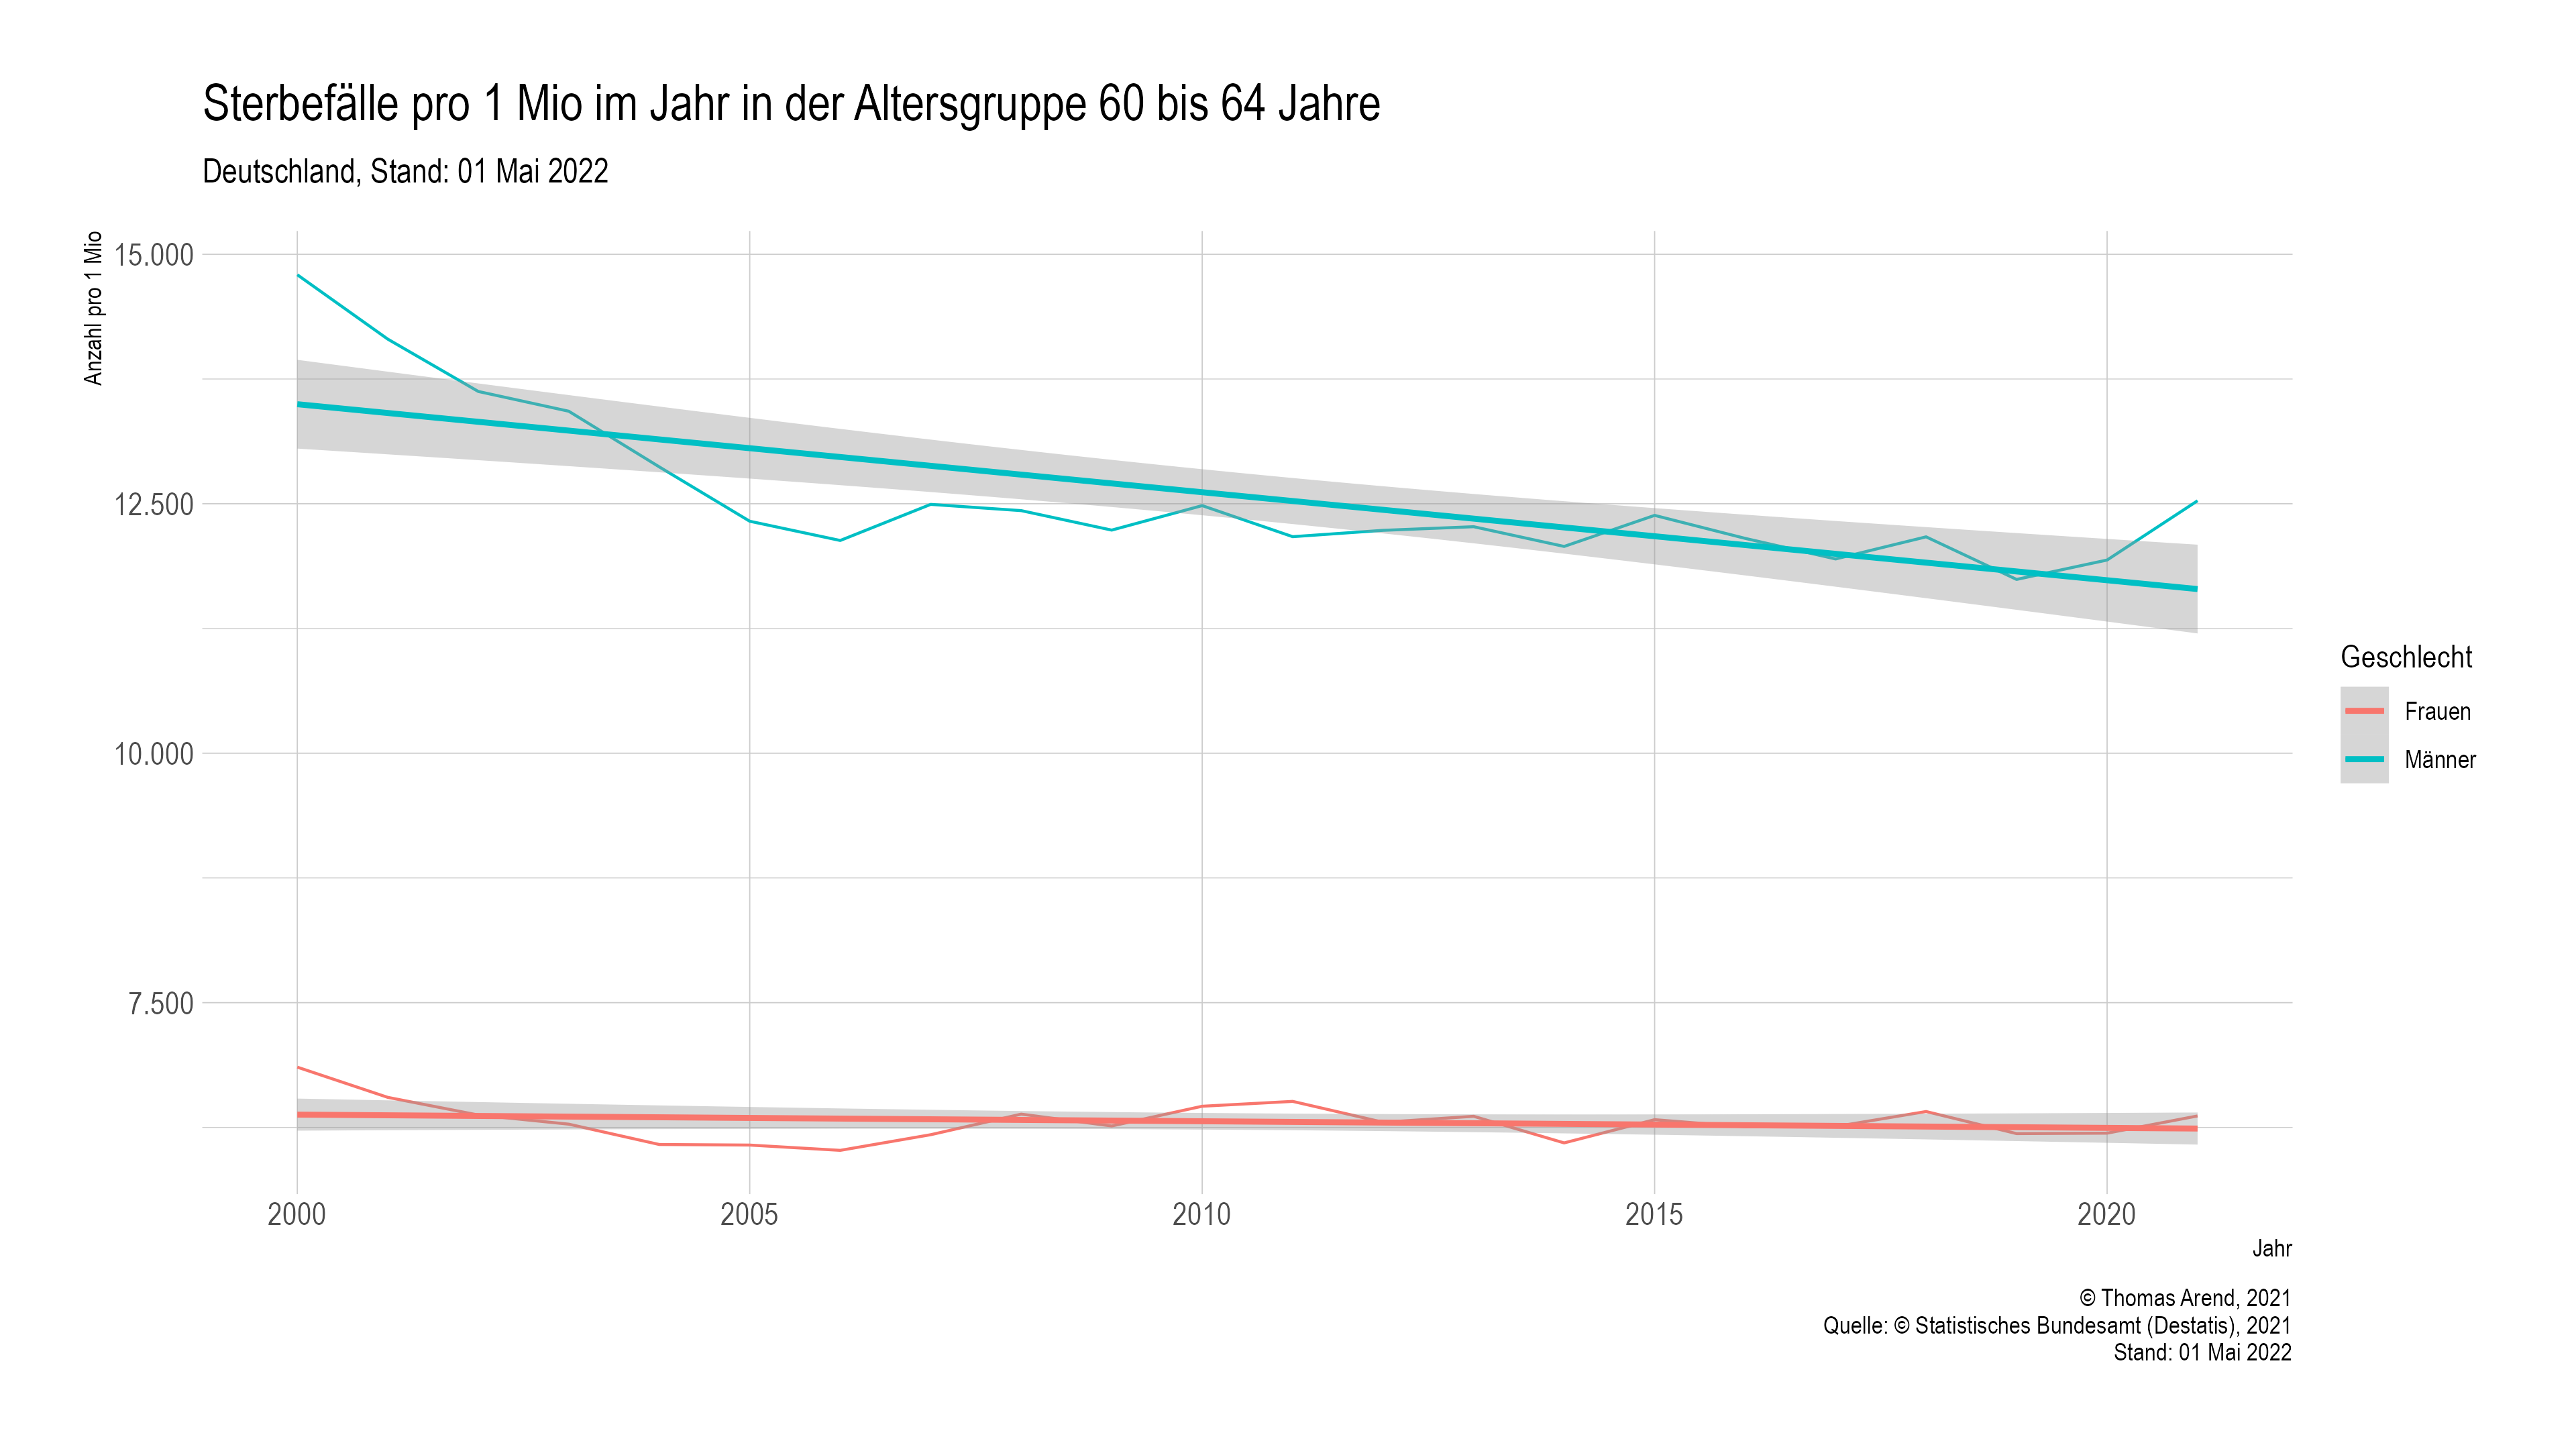 Sterbefälle pro 1 Mio im Jahr in der Altersgruppe 60 bis 64 Jahre
Deutschland, Stand: 01 Mai 2022
Anzahl pro 1 Mio
15.000
12.500
10.000
7.500
2000
2005
2010
2015
2020
Jahr
Geschlecht
Frauen
Männer
© Thomas Arend, 2021
Quelle: © Statistisches Bundesamt (Destatis), 2021
Stand: 01 Mai 2022